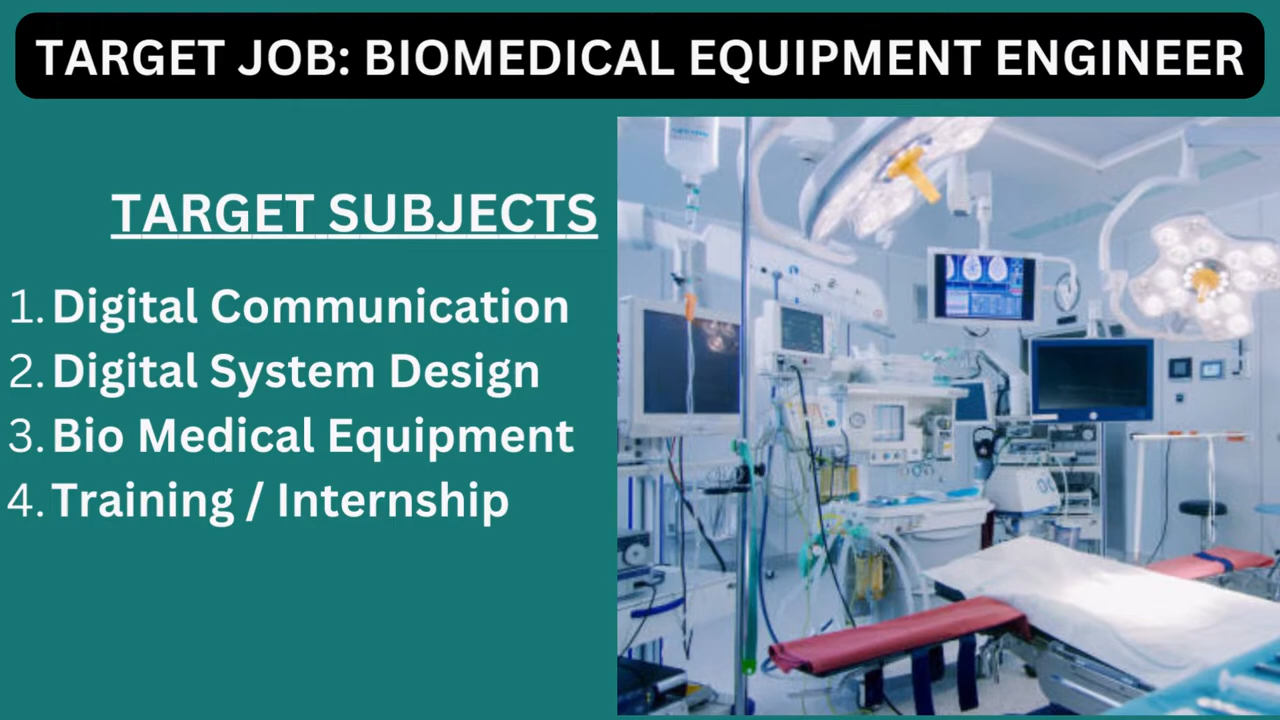 TARGET JOB: BIOMEDICAL EQUIPMENT ENGINEER
TARGET SUBJECTS
1. Digital Communication
2. Digital System Design
3. Bio Medical Equipment
4. Training / Internship